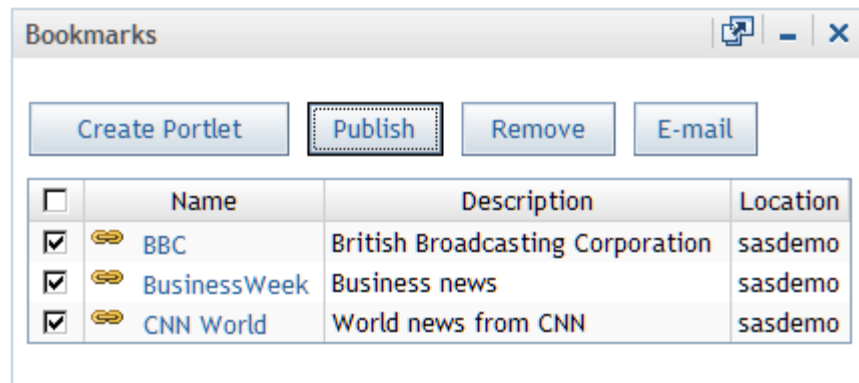 Bookmarks
Create Portlet Publish Remove E-mail
Name Description Location
BBC British Broadcasting Corporation sasdemo
BusinessWeek Business news sasdemo
CNN World World news from CNN sasdemo